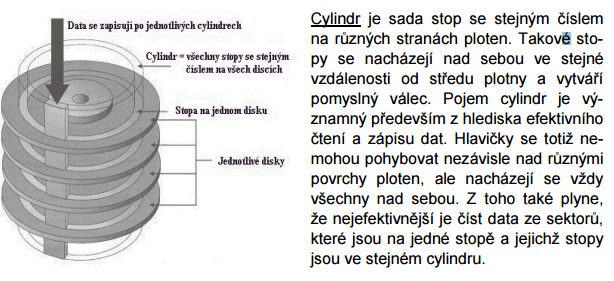 Data se zapisují po jednotlivých cylindrech
Cylindr = všechny stopy se stejným
číslem na všech discích
Stopa na jednom disku
Jednotlivé disky
Cylindr je sada stop se stejným číslem
na různých stranách ploten. Takové sto-
py se nacházejí nad sebou ve stejné
vzdálenosti od středu plotny a vytváří
pomyslný válec. Pojem cylindr je vý-
znamný především z hlediska efektivního
čtení a zápisu dat. Hlavičky se totiž ne-
mohou pohybovat nezávisle nad různými
povrchy ploten, ale nacházejí se vždy
všechny nad sebou. Z toho také plyne,
že nejefektivnější je číst data ze sektorů,
které jsou na jedné stopě a jejichž stopy
jsou ve stejném cylindru.